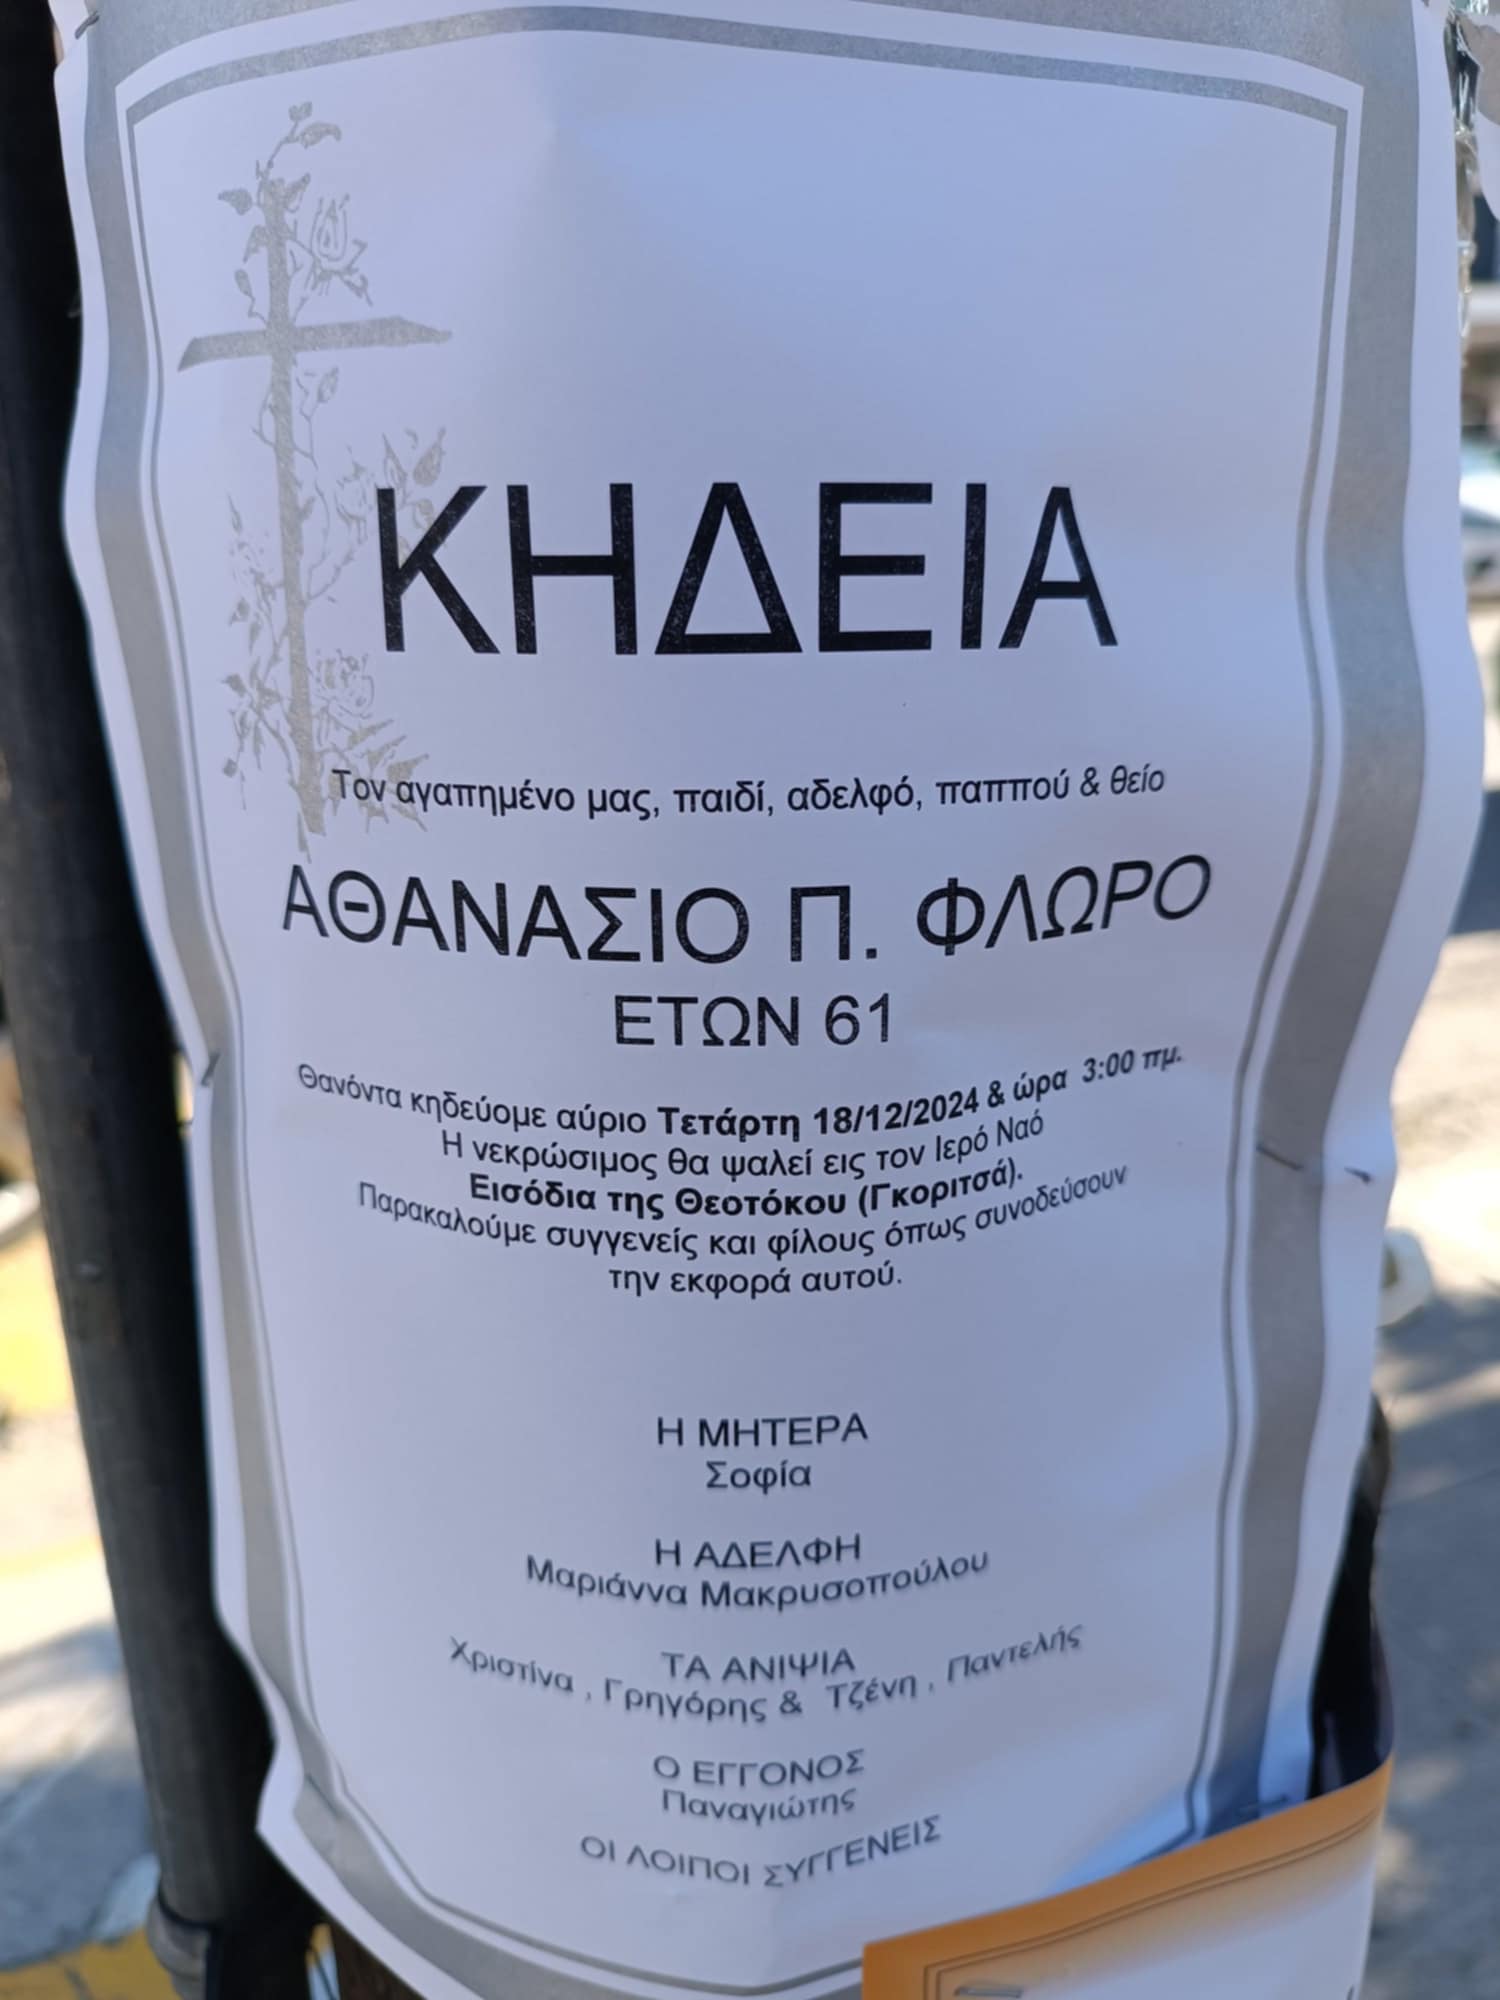 ΚΗΔΕΙΑ
Τον αγαπημένο μας, παιδί, αδελφό, παππού & θείο
ΑΘΑΝΑΣΙΟ Π. ΦΛΩΡΟ
ΕΤΩΝ 61
Θανόντα κηδεύομε αύριο Τετάρτη 18/12/2024 & ώρα 3:00 πμ.
Η νεκρώσιμος θα ψαλεί εις τον Ιερό Ναό
Εισόδια της Θεοτόκου (Γκοριτσά).
Παρακαλούμε συγγενείς και φίλους όπως συνοδεύσουν
την εκφορά αυτού.
Η ΜΗΤΕΡΑ
Σοφία
Η ΑΔΕΛΦΗ
Μαριάννα Μακρυσοπούλου
ΤΑ ΑΝΙΨΙΑ
Χριστίνα , Γρηγόρης & Τζένη , Παντελής
Ο ΕΓΓΟΝΟΣ
Παναγιώτης
ΟΙ ΛΟΙΠΟΙ ΣΥΓΓΕΝΕΙΣ